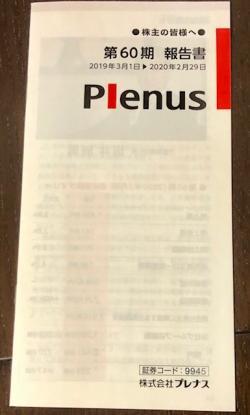 ●株主の皆様へ●
第60期 報告書
2019年3月1日▶2020年2月29日
Plenus
証券コード：9945
株式会社プレナス